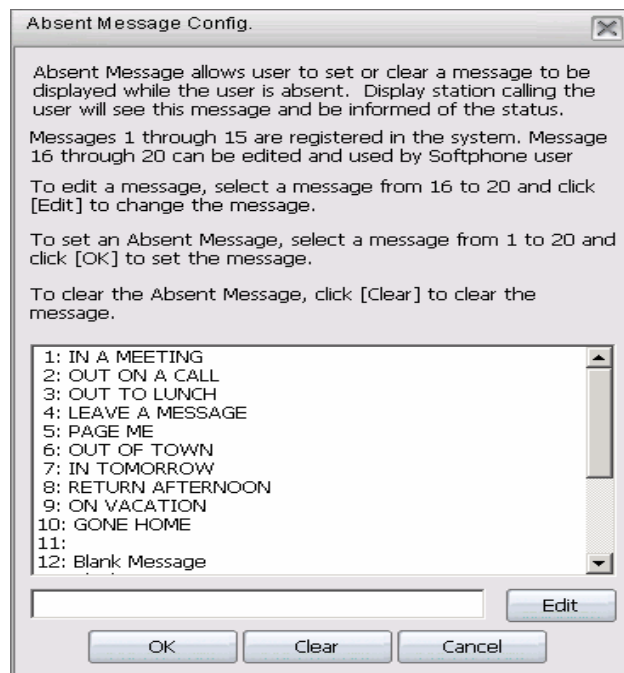 Absent Message Config.
Absent Message allows user to set or clear a message to be
displayed while the user is absent.  Display station calling the
user will see this message and be informed of the status.
Messages 1 through 15 are registered in the system. Message
16 through 20 can be edited and used by Softphone user
To edit a message, select a message from 16 to 20 and click
[Edit] to change the message.
To set an Absent Message, select a message from 1 to 20 and
click [OK] to set the message.
To clear the Absent Message, click [Clear] to clear the
message.
1: IN A MEETING
2: OUT ON A CALL
3: OUT TO LUNCH
4: LEAVE A MESSAGE
5: PAGE ME
6: OUT OF TOWN
7: IN TOMORROW
8: RETURN AFTERNOON
9: ON VACATION
10: GONE HOME
11:
12: Blank Message
Edit
OK
Clear
Cancel